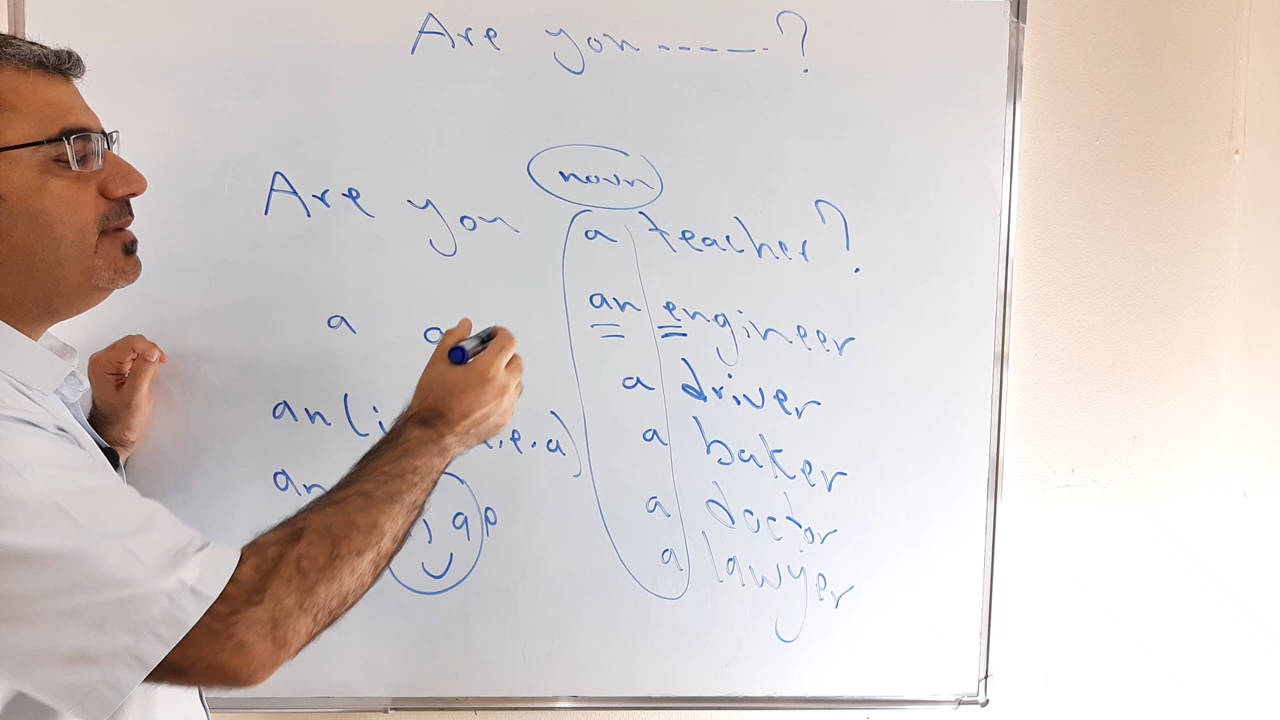 Are you -----?
noun
Are you a teacher?
a
an engineer
a driver
an (i .e.a) a baker
an
a doctor
a lawyer